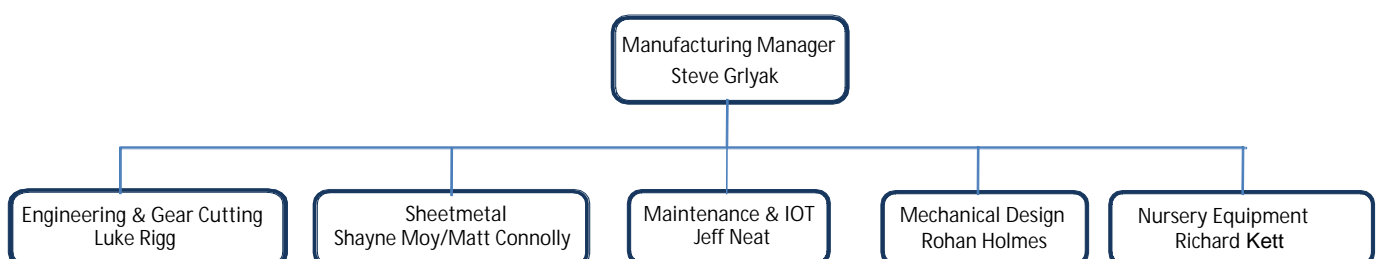 Manufacturing Manager
Steve Grlyak
Engineering & Gear Cutting
Luke Rigg
Sheetmetal
Shayne Moy/Matt Connolly
Maintenance & IOT
Jeff Neat
Mechanical Design
Rohan Holmes
Nursery Equipment
Richard Kett